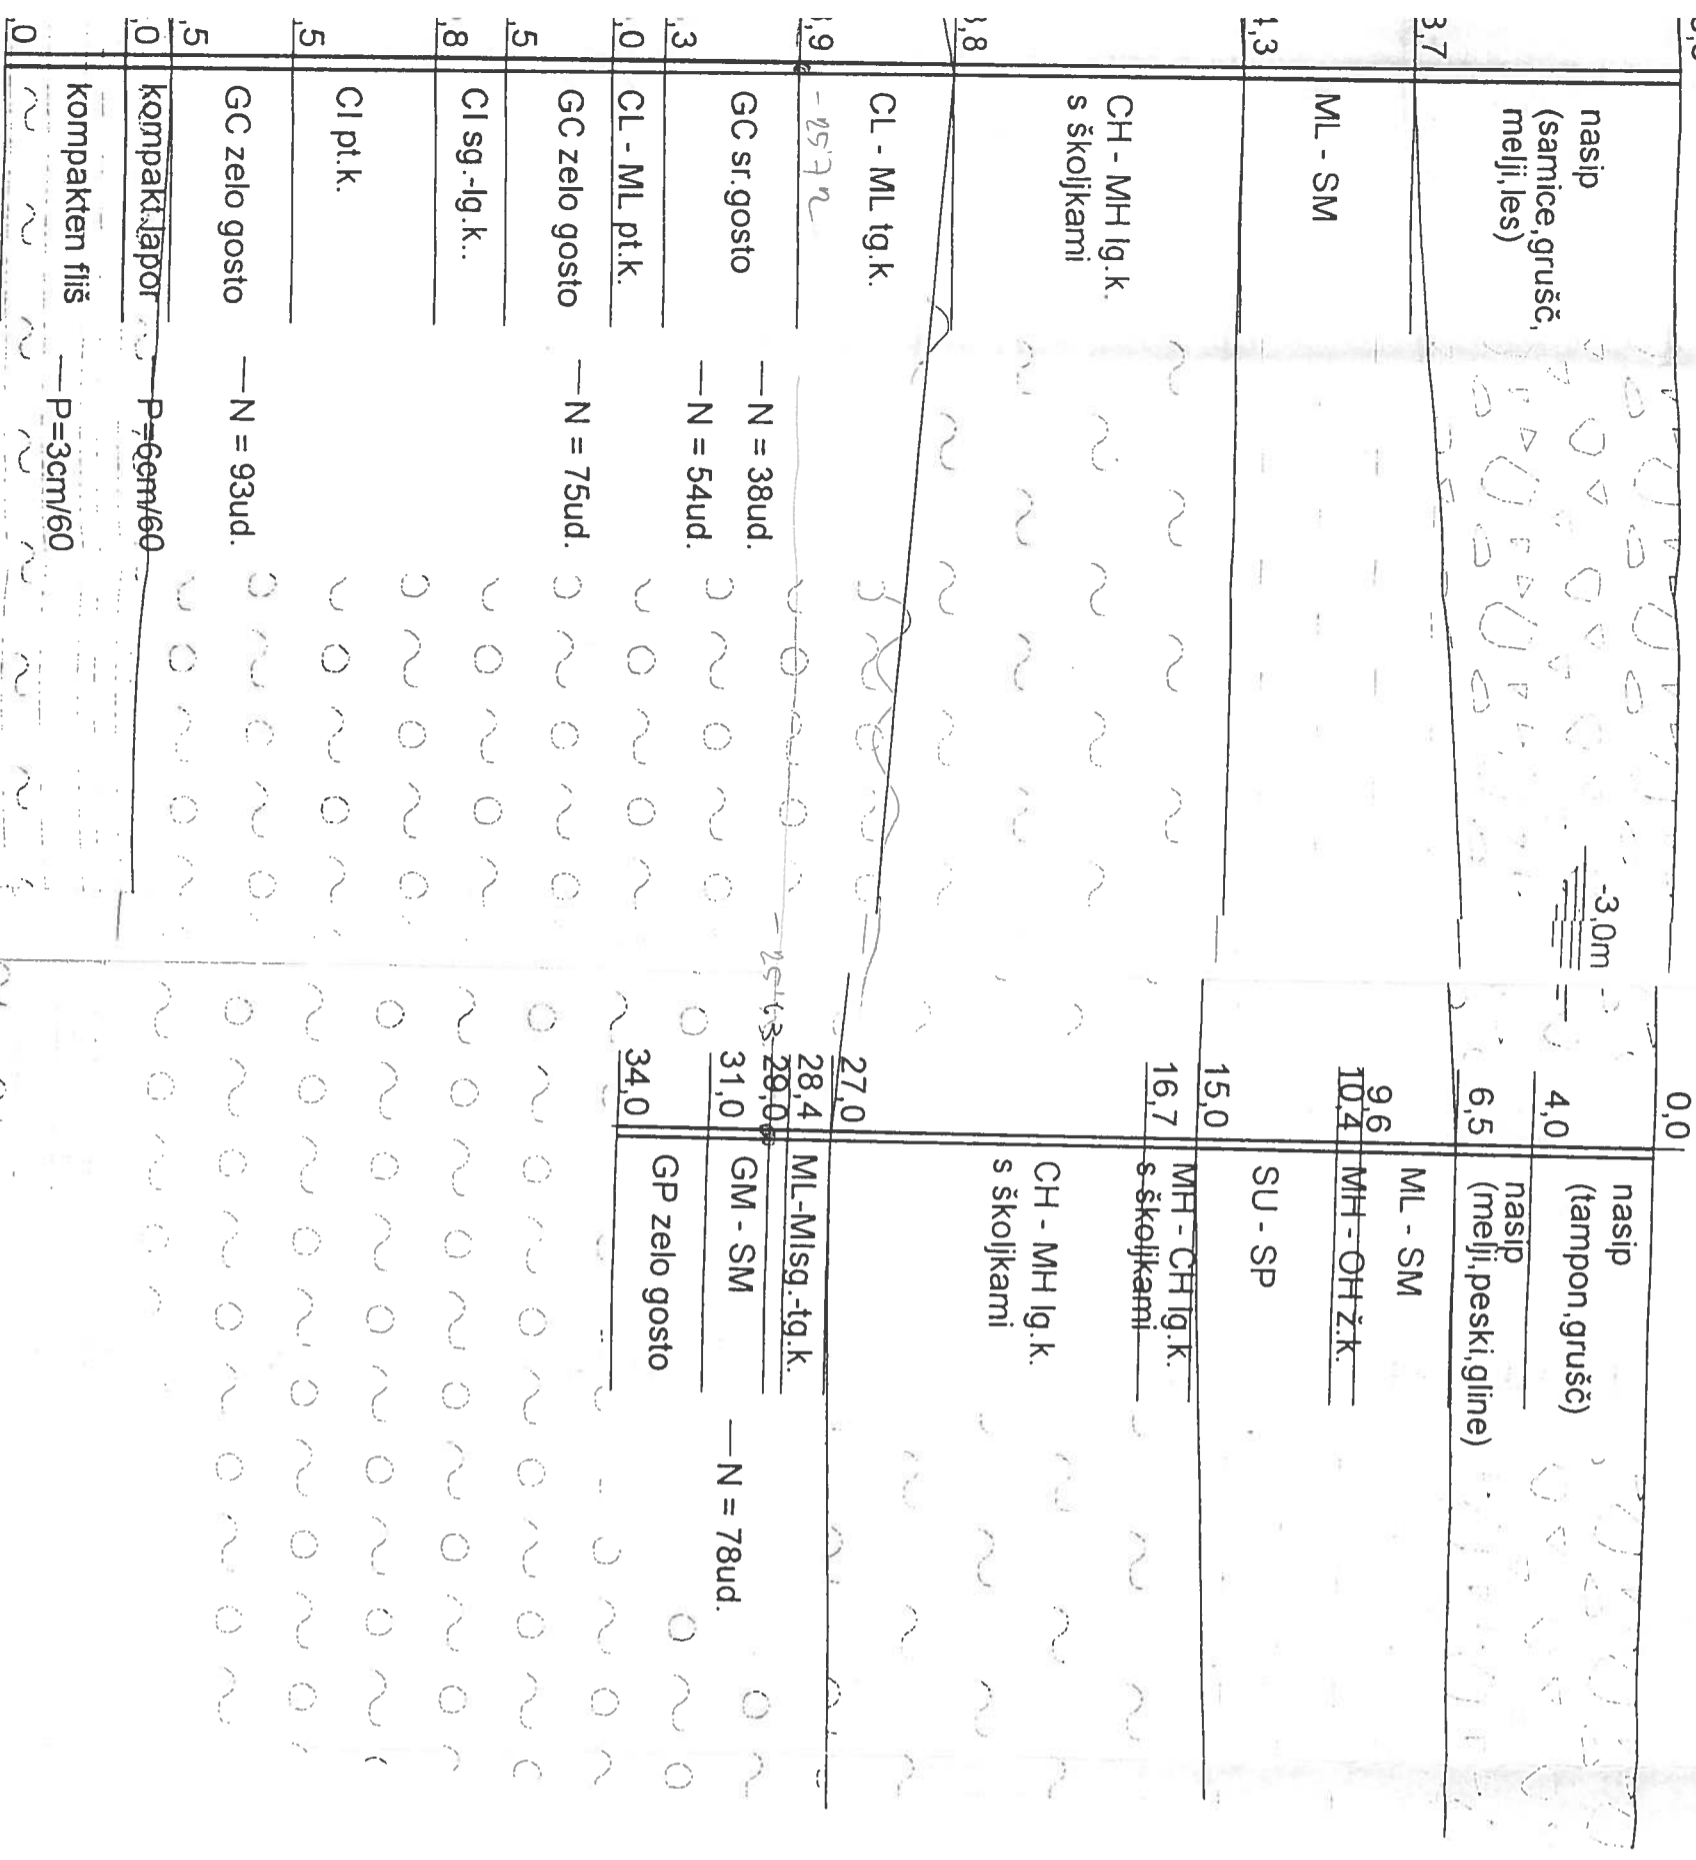 ,7
,3
,8
,9
,3
,0
,5
,8
,5
,5
,0
,0
nasip
(samice,grušč,
melji,les)
ML - SM
CH - MH lg.k.
s školjkami
CL - ML tg.k.
GC sr.gosto
CL - ML pt.k.
GC zelo gosto
CI sg.-lg.k..
CI pt.k.
GC zelo gosto
kompakt.lapor
kompakten fliš
— N = 38ud.
— N = 54ud.
— N = 75ud.
— N = 93ud.
P=6cm/60
— P=3cm/60
-3,0m
0,0
4,0
6,5
9,6
10,4
15,0
16,7
27,0
28,4
29,0
31,0
34,0
nasip
(tampon,grušč)
nasip
(melji,peski,gline)
ML - SM
MH - OH ž.k.
SU - SP
MH - CH lg.k.
s školjkami
CH - MH lg.k.
s školjkami
ML-MIsg.-tg.k.
GM - SM
GP zelo gosto
— N = 78ud.